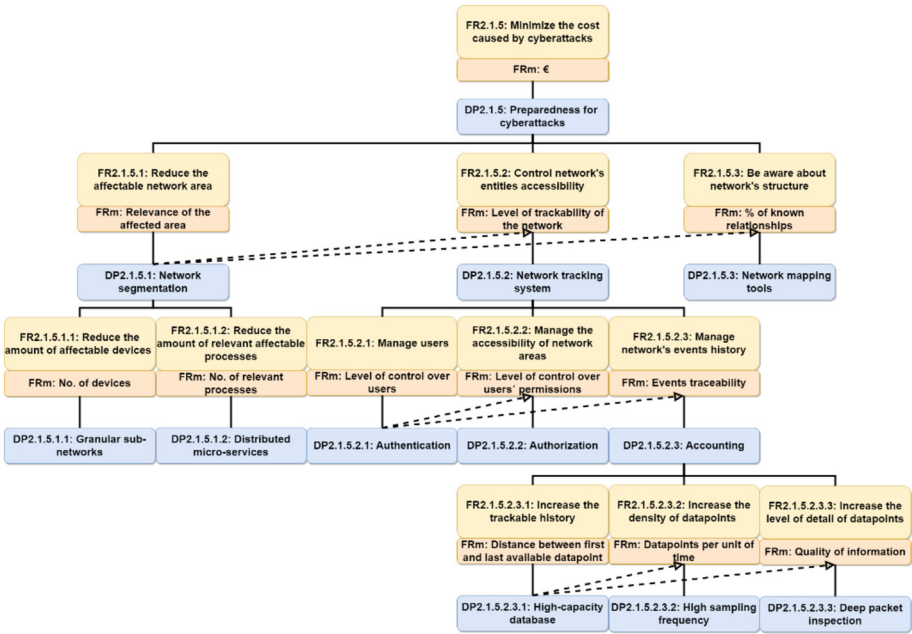 FR2.1.5: Minimize the cost
caused by cyberattacks
FRm: €
DP2.1.5: Preparedness for
cyberattacks
FR2.1.5.1: Reduce the
affectable network area
FRm: Relevance of the
affected area
DP2.1.5.1: Network
segmentation
FR2.1.5.2: Control network's
entities accessibility
FRm: Level of trackability of
the network
DP2.1.5.2: Network tracking
system
FR2.1.5.3: Be aware about
network's structure
FRm: % of known
relationships
DP2.1.5.3: Network mapping
tools
FR2.1.5.1.1: Reduce the
amount of affectable devices
FRm: No. of devices
DP2.1.5.1.1: Granular sub-
networks
FR2.1.5.1.2: Reduce the
amount of relevant affectable
processes
FRm: No. of relevant
processes
DP2.1.5.1.2: Distributed
micro-services
FR2.1.5.2.1: Manage users
FRm: Level of control over
users
DP2.1.5.2.1: Authentication
FR2.1.5.2.2: Manage the
accessibility of network
areas
FRm: Level of control over
users´ permissions
DP2.1.5.2.2: Authorization
FR2.1.5.2.3: Manage
network's events history
FRm: Events traceability
DP2.1.5.2.3: Accounting
FR2.1.5.2.3.1: Increase the
trackable history
FRm: Distance between first
and last available datapoint
DP2.1.5.2.3.1: High-capacity
database
FR2.1.5.2.3.2: Increase the
density of datapoints
FRm: Datapoints per unit of
time
DP2.1.5.2.3.2: HIgh sampling
frequency
FR2.1.5.2.3.3: Increase the
level of detail of datapoints
FRm: Quality of information
DP2.1.5.2.3.3: Deep packet
inspection